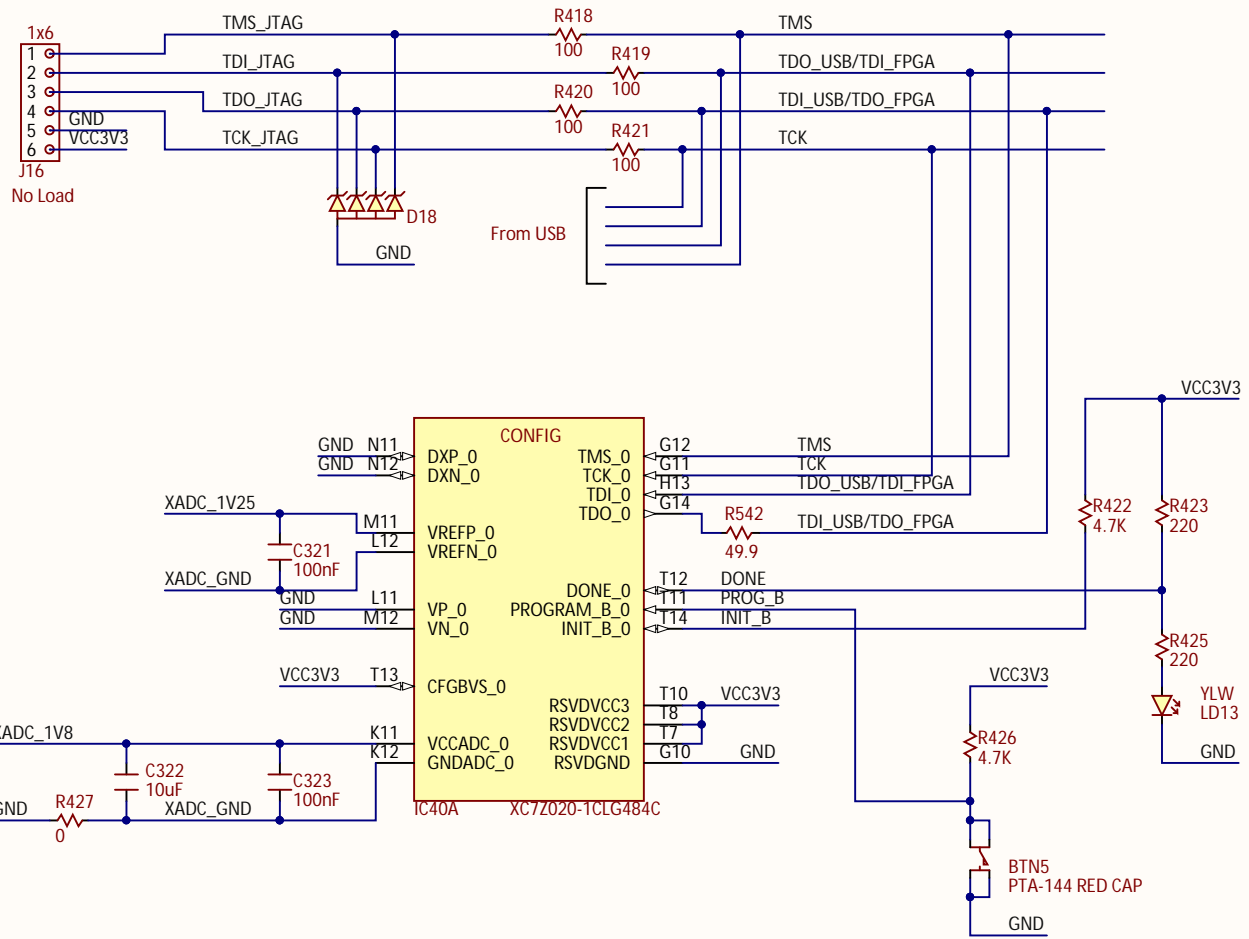 TMS_JTAG
R418
100
TMS
1x6
1
TDI_JTAG
R419
100
TDO_USB/TDI_FPGA
2
3
TDO_JTAG
R420
100
TDI_USB/TDO_FPGA
4
GND
5
VCC3V3
6
TCK_JTAG
R421
100
TCK
J16
No Load
D18
GND
From USB
VCC3V3
CONFIG
GND N11 DXP_0
GND N12 DXN_0
TMS_0 G12 TMS
TCK_0 G11 TCK
TDI_0 H13 TDO_USB/TDI_FPGA
TDO_0 G14
R542
49.9
TDI_USB/TDO_FPGA
R422
4.7K
R423
220
XADC_1V25
M11 VREFP_0
L12 VREFN_0
C321
100nF
XADC_GND
GND L11 VP_0
GND M12 VN_0
DONE_0 T12 DONE
PROGRAM_B_0 T11 PROG_B
INIT_B_0 T14 INIT_B
R425
220
YLW
LD13
GND
VCC3V3 T13 CFGBVS_0
RSVDVCC3 T10 VCC3V3
RSVDVCC2 T8
RSVDVCC1 T7
RSVDGND G10 GND
VCC3V3
R426
4.7K
XADC_1V8
K11 VCCADC_0
K12 GNDADC_0
C322
10uF
C323
100nF
GND
R427
0
XADC_GND
IC40A
XC7Z020-1CLG484C
BTN5
PTA-144 RED CAP
GND